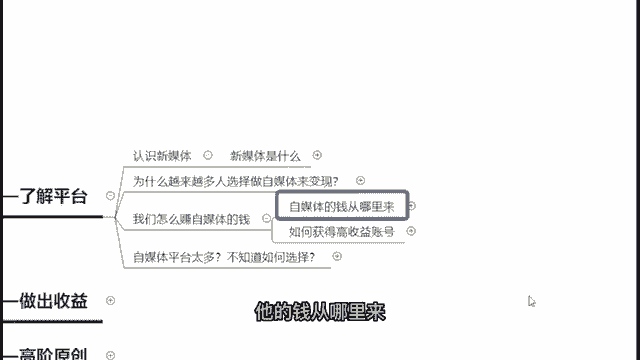 认识新媒体 新媒体是什么
为什么越来越多人选择做自媒体来变现?
一了解平台
自媒体的钱从哪里来
我们怎么赚自媒体的钱
如何获得高收益账号
自媒体平台太多? 不知道如何选择?
一做出收益
他的钱从哪里来
一高阶原创